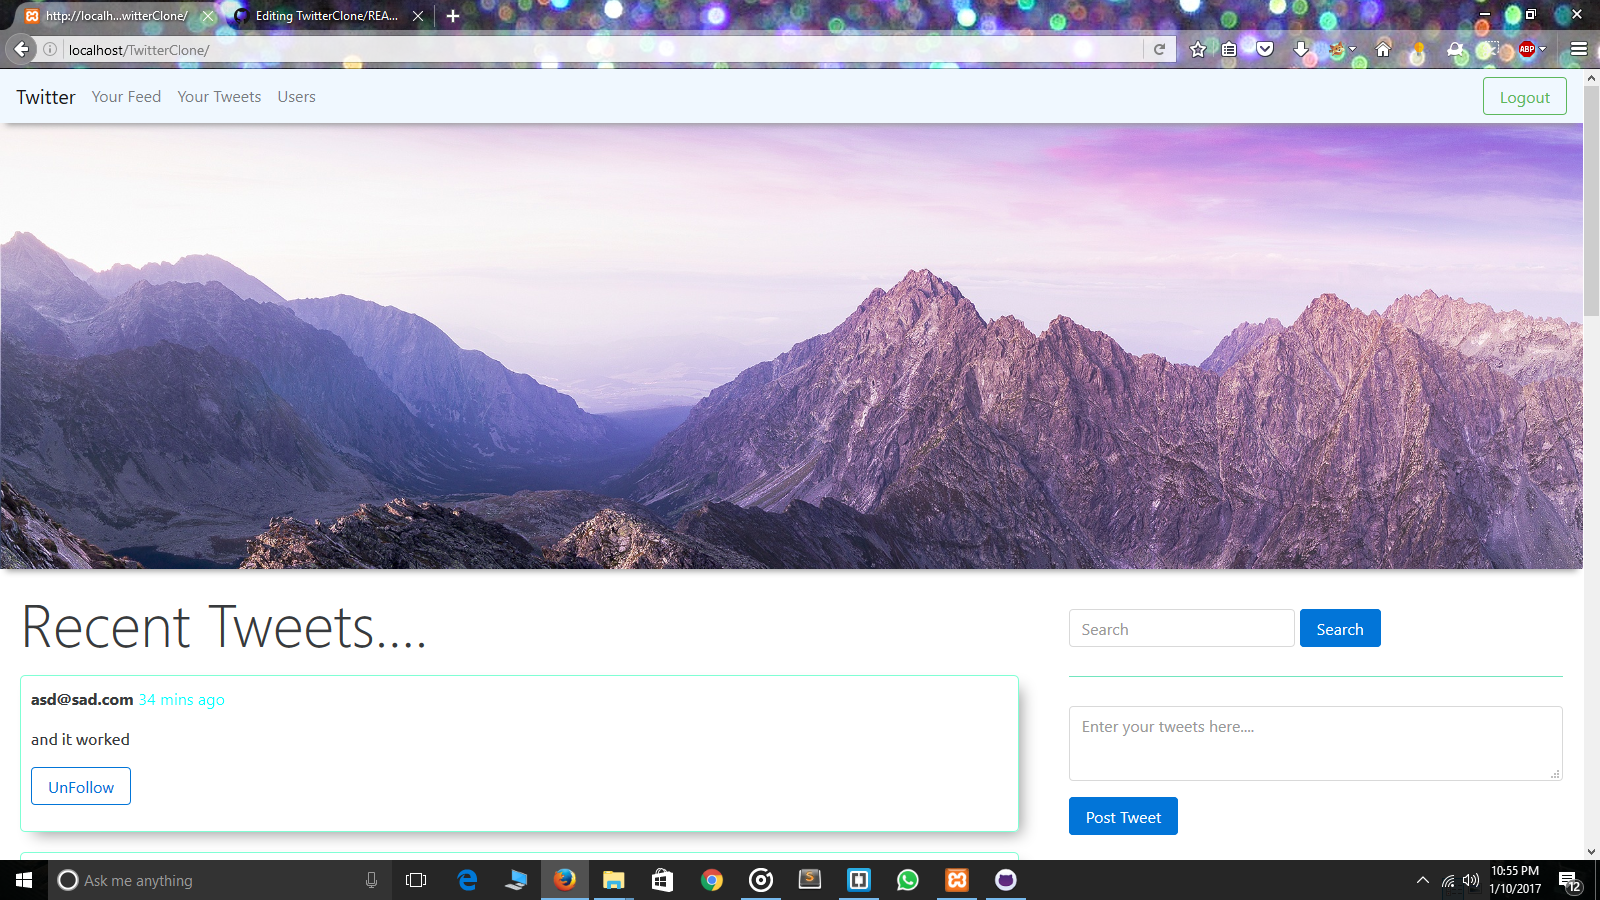 http://localh...witterClone/
Editing TwitterClone/REA...
localhost/TwitterClone/
ABP
Twitter Your Feed Your Tweets Users Logout
Recent Tweets....
Search Search
asd@sad.com 34 mins ago
and it worked
UnFollow
Enter your tweets here....
Post Tweet
Ask me anything
10:55 PM
1/10/2017
12